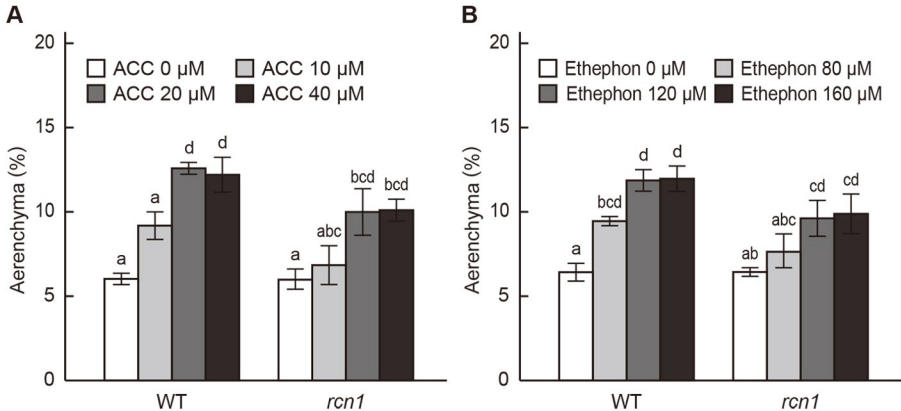 A
20
15
10
5
0
Aerenchyma (%)
ACC 0 µM
ACC 10 µM
ACC 20 µM
ACC 40 µM
a
a
d
d
a
abc
bcd
bcd
WT
rcn1
B
20
15
10
5
0
Aerenchyma (%)
Ethephon 0 µM
Ethephon 80 µM
Ethephon 120 µM
Ethephon 160 µM
a
bcd
d
d
ab
abc
cd
cd
WT
rcn1